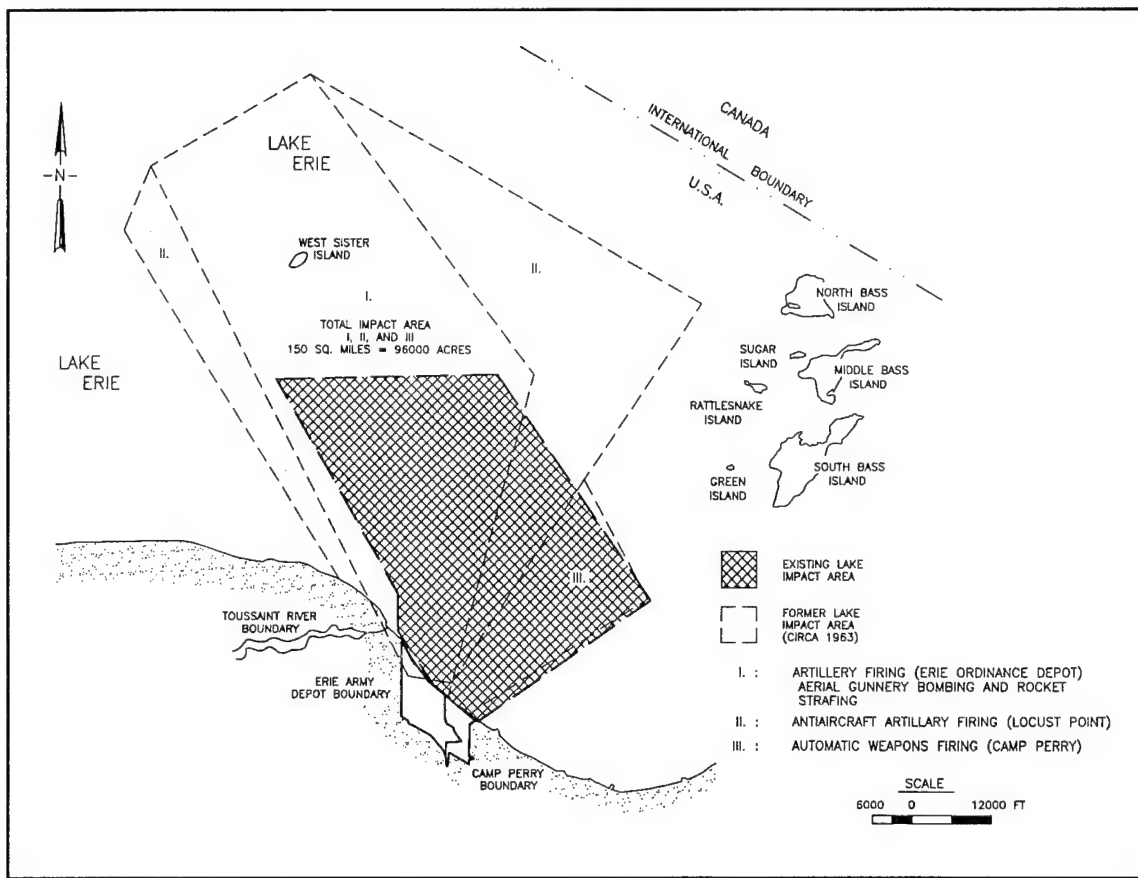 CANADA
INTERNATIONAL BOUNDARY
U.S.A.
LAKE
ERIE
-N-
II.
WEST SISTER
ISLAND
II.
I.
TOTAL IMPACT AREA
I, II, AND III
150 SQ. MILES = 96000 ACRES
LAKE
ERIE
NORTH BASS
ISLAND
SUGAR
ISLAND
MIDDLE BASS
ISLAND
RATTLESNAKE
ISLAND
SOUTH BASS
ISLAND
GREEN
ISLAND
III.
TOUSSAINT RIVER
BOUNDARY
ERIE ARMY
DEPOT BOUNDARY
CAMP PERRY
BOUNDARY
EXISTING LAKE
IMPACT AREA
FORMER LAKE
IMPACT AREA
(CIRCA 1963)
I. : ARTILLERY FIRING (ERIE ORDINANCE DEPOT)
AERIAL GUNNERY BOMBING AND ROCKET
STRAFING
II. : ANTIAIRCRAFT ARTILLARY FIRING (LOCUST POINT)
III. : AUTOMATIC WEAPONS FIRING (CAMP PERRY)
SCALE
6000 0 12000 FT